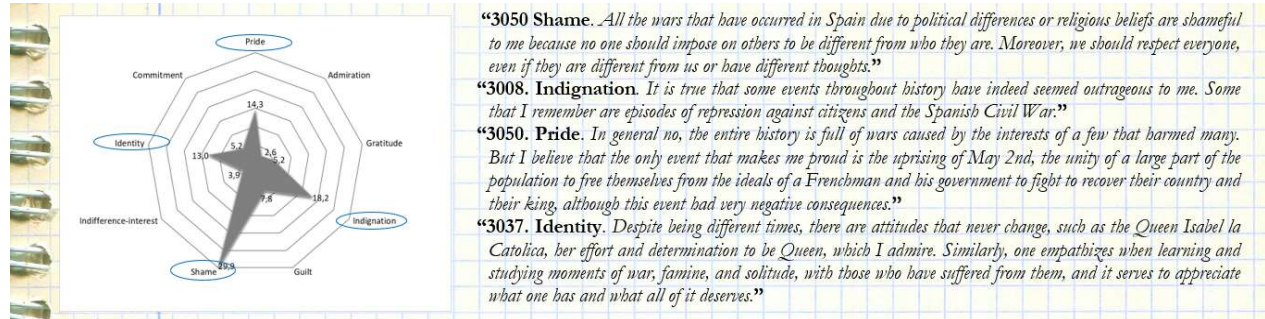 Pride
Commitment
Admiration
14,3
Identity
5,2
2,6
5,2
Gratitude
13,0
3,9
18,2
7,8
Indifference-interest
Indignation
Shame
29,9
Guilt
“3050 Shame. All the wars that have occurred in Spain due to political differences or religious beliefs are shameful
to me because no one should impose on others to be different from who they are. Moreover, we should respect everyone,
even if they are different from us or have different thoughts.”
“3008. Indignation. It is true that some events throughout history have indeed seemed outrageous to me. Some
that I remember are episodes of repression against citizens and the Spanish Civil War.”
“3050. Pride. In general no, the entire history is full of wars caused by the interests of a few that harmed many.
But I believe that the only event that makes me proud is the uprising of May 2nd, the unity of a large part of the
population to free themselves from the ideals of a Frenchman and his government to fight to recover their country and
their king, although this event had very negative consequences.”
“3037. Identity. Despite being different times, there are attitudes that never change, such as the Queen Isabel la
Catolica, her effort and determination to be Queen, which I admire. Similarly, one empathizes when learning and
studying moments of war, famine, and solitude, with those who have suffered from them, and it serves to appreciate
what one has and what all of it deserves.”